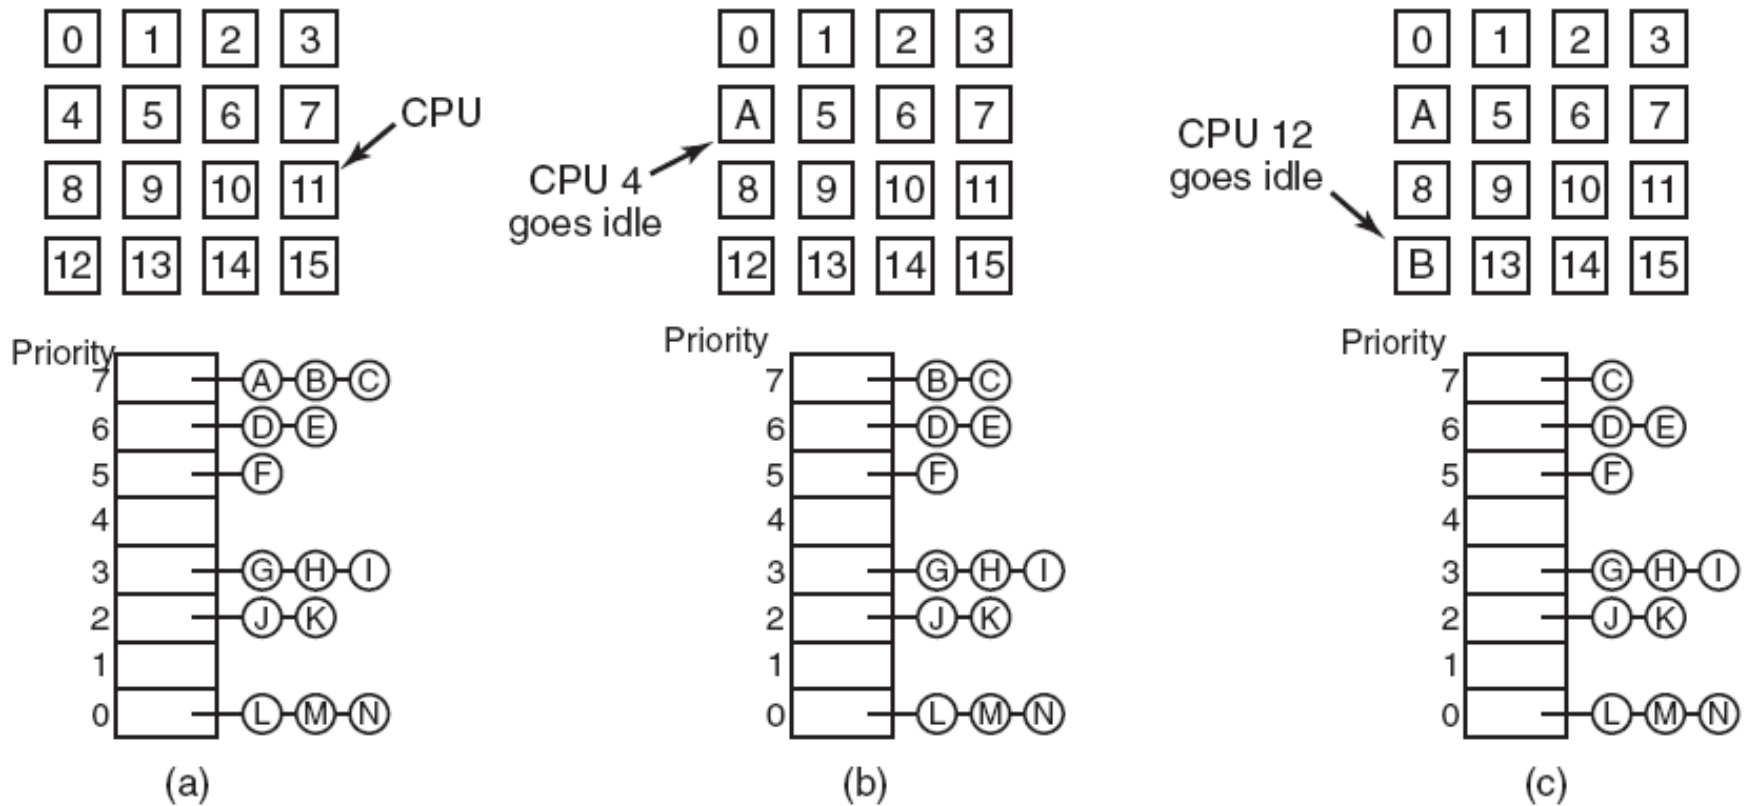 0 1 2 3
4 5 6 7
8 9 10 11
12 13 14 15
CPU
Priority
7 A B C
6 D E
5 F
4
3 G H I
2 J K
1
0 L M N
(a)
0 1 2 3
A 5 6 7
8 9 10 11
12 13 14 15
CPU 4
goes idle
Priority
7 B C
6 D E
5 F
4
3 G H I
2 J K
1
0 L M N
(b)
0 1 2 3
A 5 6 7
8 9 10 11
B 13 14 15
CPU 12
goes idle
Priority
7 C
6 D E
5 F
4
3 G H I
2 J K
1
0 L M N
(c)